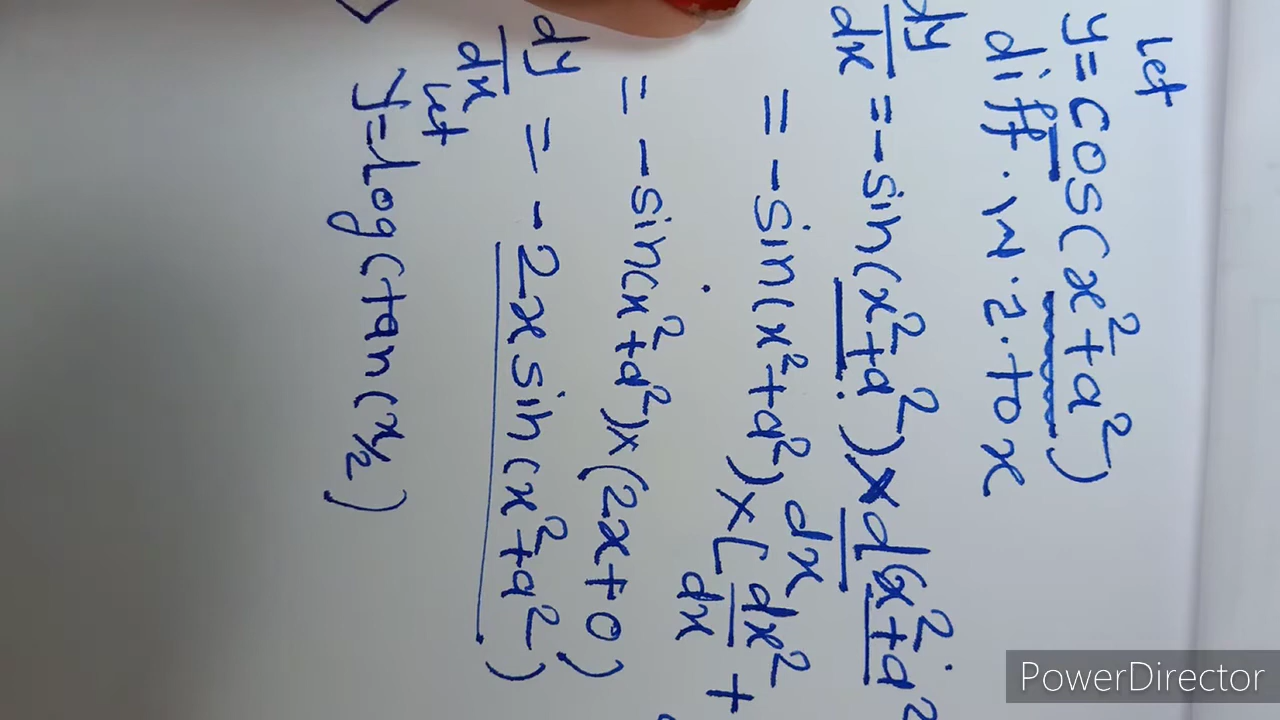 Let
y = cos(x²+a²)
diff. w. r. to x
dy/dx = -sin(x²+a²) × d/dx (x²+a²
= -sin(x²+a²) × [dx²/dx +
= -sin(x²+a²) × (2x+0)
dy/dx = -2x sin(x²+a²)
Let
y = log(tan(x/2)
PowerDirector